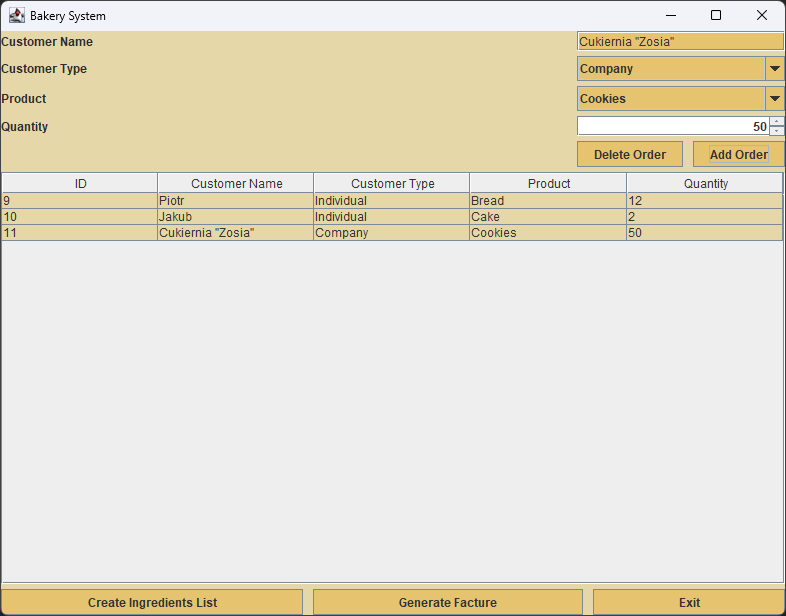 Bakery System
Customer Name Cukiernia "Zosia"
Customer Type Company
Product Cookies
Quantity 50
Delete Order Add Order
ID Customer Name Customer Type Product Quantity
9 Piotr Individual Bread 12
10 Jakub Individual Cake 2
11 Cukiernia "Zosia" Company Cookies 50
Create Ingredients List Generate Facture Exit